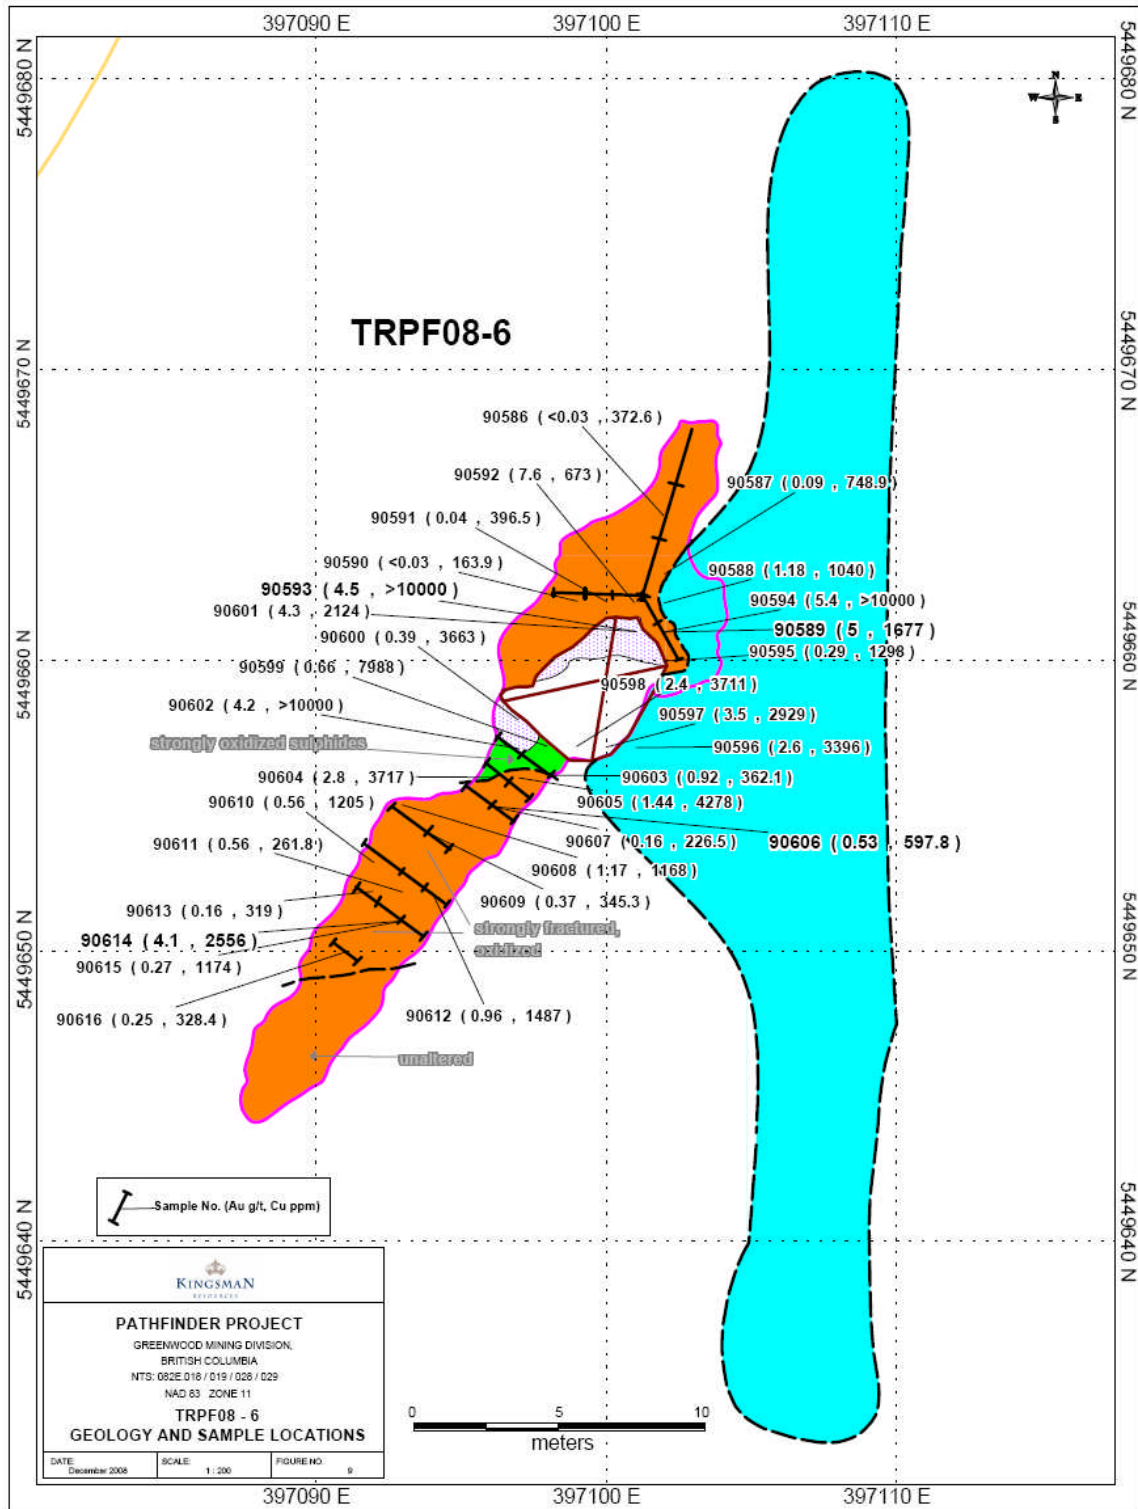 397090 E
397100 E
397110 E
5449680 N
5449680 N
N
W
E
S
TRPF08-6
5449670 N
5449670 N
90586 ( <0.03 , 372.6 )
90592 ( 7.6 , 673 )
90587 ( 0.09 , 748.9 )
90591 ( 0.04 , 396.5 )
90590 ( <0.03 , 163.9 )
90588 ( 1.18 , 1040 )
90593 ( 4.5 , >10000 )
90594 ( 5.4 , >10000 )
90601 ( 4.3 , 2124 )
90589 ( 5 , 1677 )
90600 ( 0.39 , 3663 )
90595 ( 0.29 , 1298 )
5449660 N
5449660 N
90599 ( 0.66 , 7988 )
90598 ( 2.4 , 3711 )
90602 ( 4.2 , >10000 )
90597 ( 3.5 , 2929 )
strongly oxidized sulphides
90596 ( 2.6 , 3396 )
90604 ( 2.8 , 3717 )
90603 ( 0.92 , 362.1 )
90610 ( 0.56 , 1205 )
90605 ( 1.44 , 4278 )
90611 ( 0.56 , 261.8 )
90607 ( 0.16 , 226.5 )
90606 ( 0.53 , 597.8 )
90608 ( 1.17 , 1168 )
90613 ( 0.16 , 319 )
90609 ( 0.37 , 345.3 )
strongly fractured,
oxidized
90614 ( 4.1 , 2556 )
5449650 N
5449650 N
90615 ( 0.27 , 1174 )
90616 ( 0.25 , 328.4 )
90612 ( 0.96 , 1487 )
unaltered
Sample No. (Au g/t, Cu ppm)
5449640 N
5449640 N
KINGSMAN
RESOURCES
PATHFINDER PROJECT
GREENWOOD MINING DIVISION,
BRITISH COLUMBIA
NTS: 082E.018 / 019 / 028 / 029
NAD 83 ZONE 11
TRPF08 - 6
GEOLOGY AND SAMPLE LOCATIONS
DATE: December 2008
SCALE: 1 : 200
FIGURE NO. 9
0
5
10
meters
397090 E
397100 E
397110 E